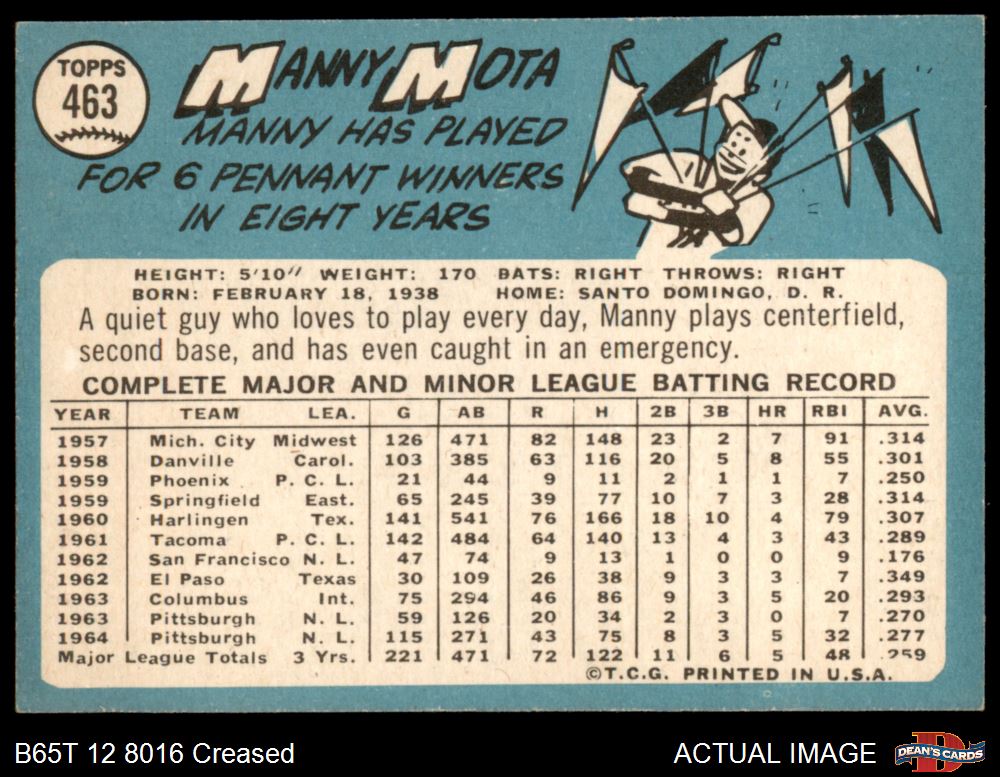 TOPPS
463
MANNY MOTA
MANNY HAS PLAYED
FOR 6 PENNANT WINNERS
IN EIGHT YEARS
HEIGHT: 5'10" WEIGHT: 170 BATS: RIGHT THROWS: RIGHT
BORN: FEBRUARY 18, 1938 HOME: SANTO DOMINGO, D. R.
A quiet guy who loves to play every day, Manny plays centerfield,
second base, and has even caught in an emergency.
COMPLETE MAJOR AND MINOR LEAGUE BATTING RECORD
YEAR TEAM LEA. G AB R H 2B 3B HR RBI AVG.
1957 Mich. City Midwest 126 471 82 148 23 2 7 91 .314
1958 Danville Carol. 103 385 63 116 20 5 8 55 .301
1959 Phoenix P. C. L. 21 44 9 11 2 1 1 7 .250
1959 Springfield East. 65 245 39 77 10 7 3 28 .314
1960 Harlingen Tex. 141 541 76 166 18 10 4 79 .307
1961 Tacoma P. C. L. 142 484 64 140 13 4 3 43 .289
1962 San Francisco N. L. 47 74 9 13 1 0 0 9 .176
1962 El Paso Texas 30 109 26 38 9 3 3 7 .349
1963 Columbus Int. 75 294 46 86 9 3 5 20 .293
1963 Pittsburgh N. L. 59 126 20 34 2 3 0 7 .270
1964 Pittsburgh N. L. 115 271 43 75 8 3 5 32 .277
Major League Totals 3 Yrs. 221 471 72 122 11 6 5 48 .259
©T.C.G. PRINTED IN U.S.A.
B65T 12 8016 Creased
ACTUAL IMAGE
DEAN'S CARDS